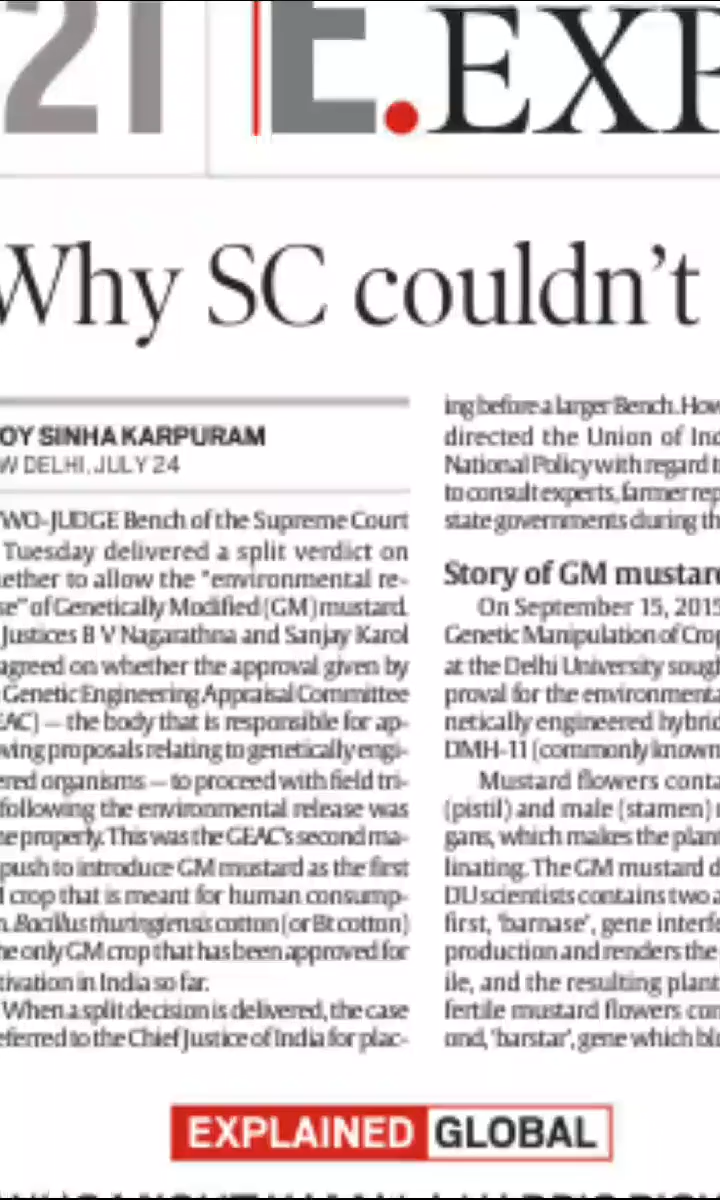 21 E.EXP
Why SC couldn't
OY SINHA KARPURAM
W DELHI, JULY 24
WO-JUDGE Bench of the Supreme Court
Tuesday delivered a split verdict on
ether to allow the "environmental re-
se" of Genetically Modified (GM) mustard.
Justices B V Nagarathna and Sanjay Karol
agreed on whether the approval given by
Genetic Engineering Appraisal Committee
EAC) — the body that is responsible for ap-
ving proposals relating to genetically engi-
ered organisms — to proceed with field tri-
following the environmental release was
ne properly. This was the GEAC's second ma-
push to introduce GM mustard as the first
crop that is meant for human consump-
n. Bacillus thuringiensis cotton (or Bt cotton)
he only GM crop that has been approved for
tivation in India so far.
When a split decision is delivered, the case
eferred to the Chief Justice of India for plac-
ing before a larger Bench. How
directed the Union of Ind
National Policy with regard t
to consult experts, farmer rep
state governments during th
Story of GM mustard
On September 15, 2015
Genetic Manipulation of Crop
at the Delhi University sough
proval for the environmenta
netically engineered hybrid
DMH-11 (commonly known
Mustard flowers conta
(pistil) and male (stamen)
gans, which makes the plant
linating. The GM mustard d
DU scientists contains two a
first, 'barnase', gene interfe
production and renders the
ile, and the resulting plant
fertile mustard flowers con
ond, 'barstar', gene which bl
EXPLAINED GLOBAL